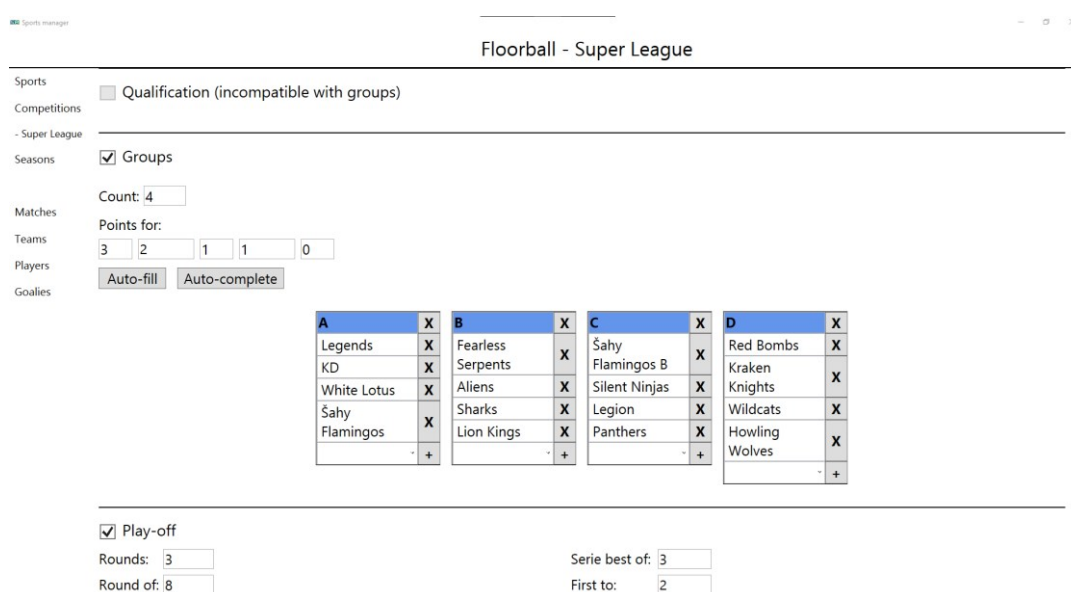 Sports manager
Floorball - Super League
Sports
Competitions
- Super League
Seasons
Matches
Teams
Players
Goalies
Qualification (incompatible with groups)
Groups
Count: 4
Points for:
3 2 1 1 0
Auto-fill Auto-complete
A X
Legends X
KD X
White Lotus X
Šahy
Flamingos X
+
B X
Fearless
Serpents X
Aliens X
Sharks X
Lion Kings X
+
C X
Šahy
Flamingos B X
Silent Ninjas X
Legion X
Panthers X
+
D X
Red Bombs X
Kraken
Knights X
Wildcats X
Howling
Wolves X
+
Play-off
Rounds: 3 Serie best of: 3
Round of: 8 First to: 2